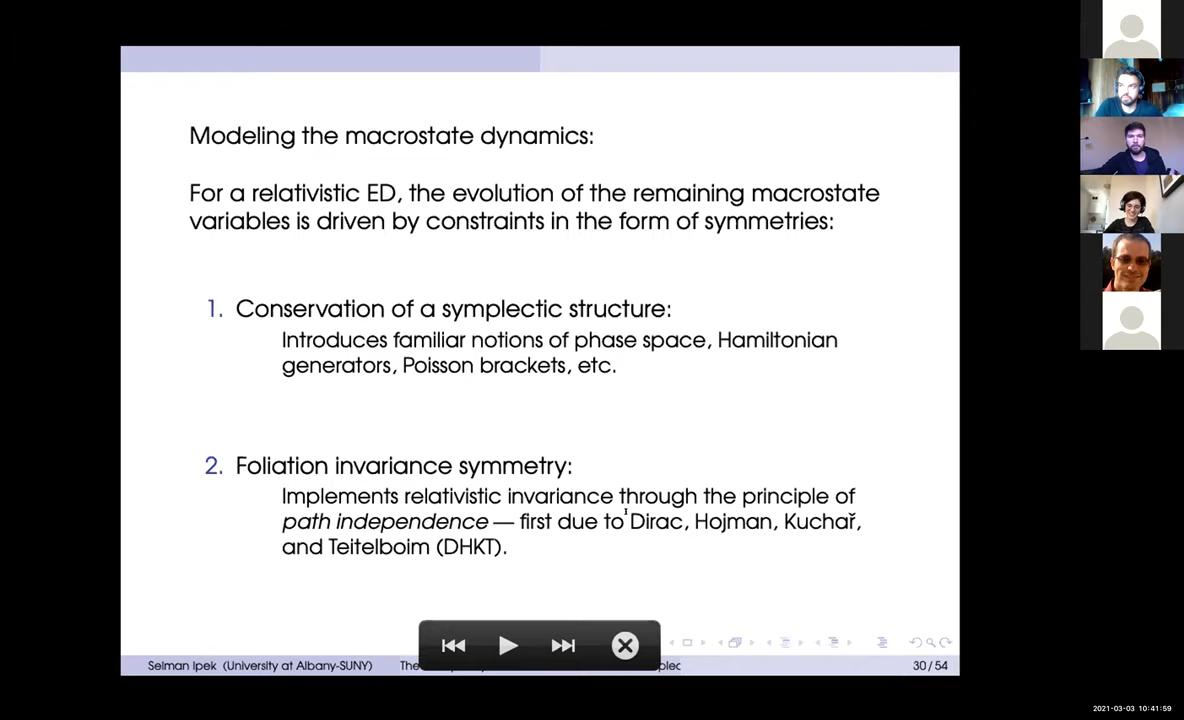 Modeling the macrostate dynamics:
For a relativistic ED, the evolution of the remaining macrostate
variables is driven by constraints in the form of symmetries:
1. Conservation of a symplectic structure:
Introduces familiar notions of phase space, Hamiltonian
generators, Poisson brackets, etc.
2. Foliation invariance symmetry:
Implements relativistic invariance through the principle of
path independence — first due to Dirac, Hojman, Kuchař,
and Teitelboim (DHKT).
Selman Ipek (University at Albany-SUNY)
30 / 54
2021-03-03 10:41:59